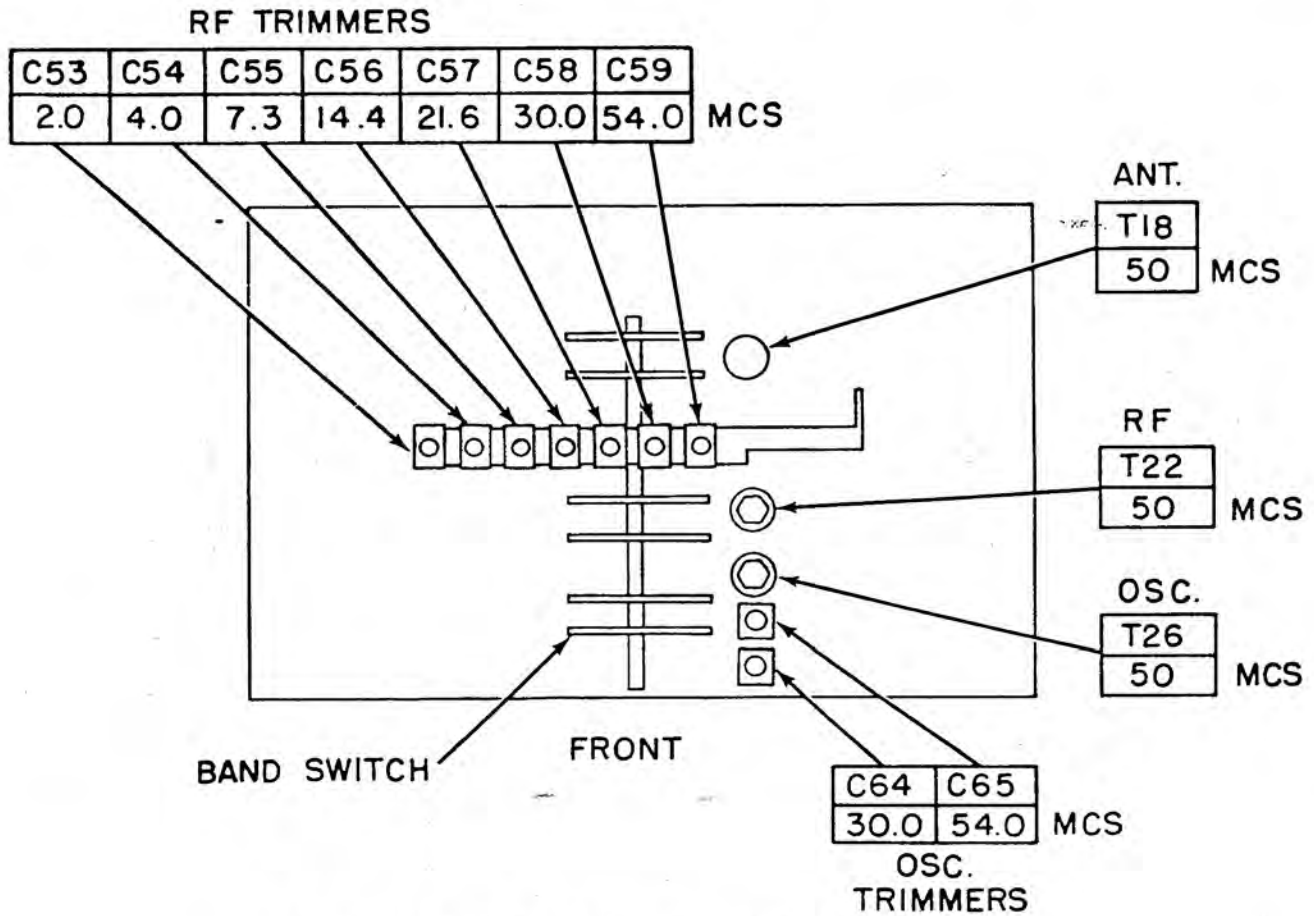 RF TRIMMERS
C53 C54 C55 C56 C57 C58 C59
2.0 4.0 7.3 14.4 21.6 30.0 54.0 MCS
ANT.
T18
50 MCS
RF
T22
50 MCS
OSC.
T26
50 MCS
BAND SWITCH
FRONT
C64 C65
30.0 54.0 MCS
OSC.
TRIMMERS